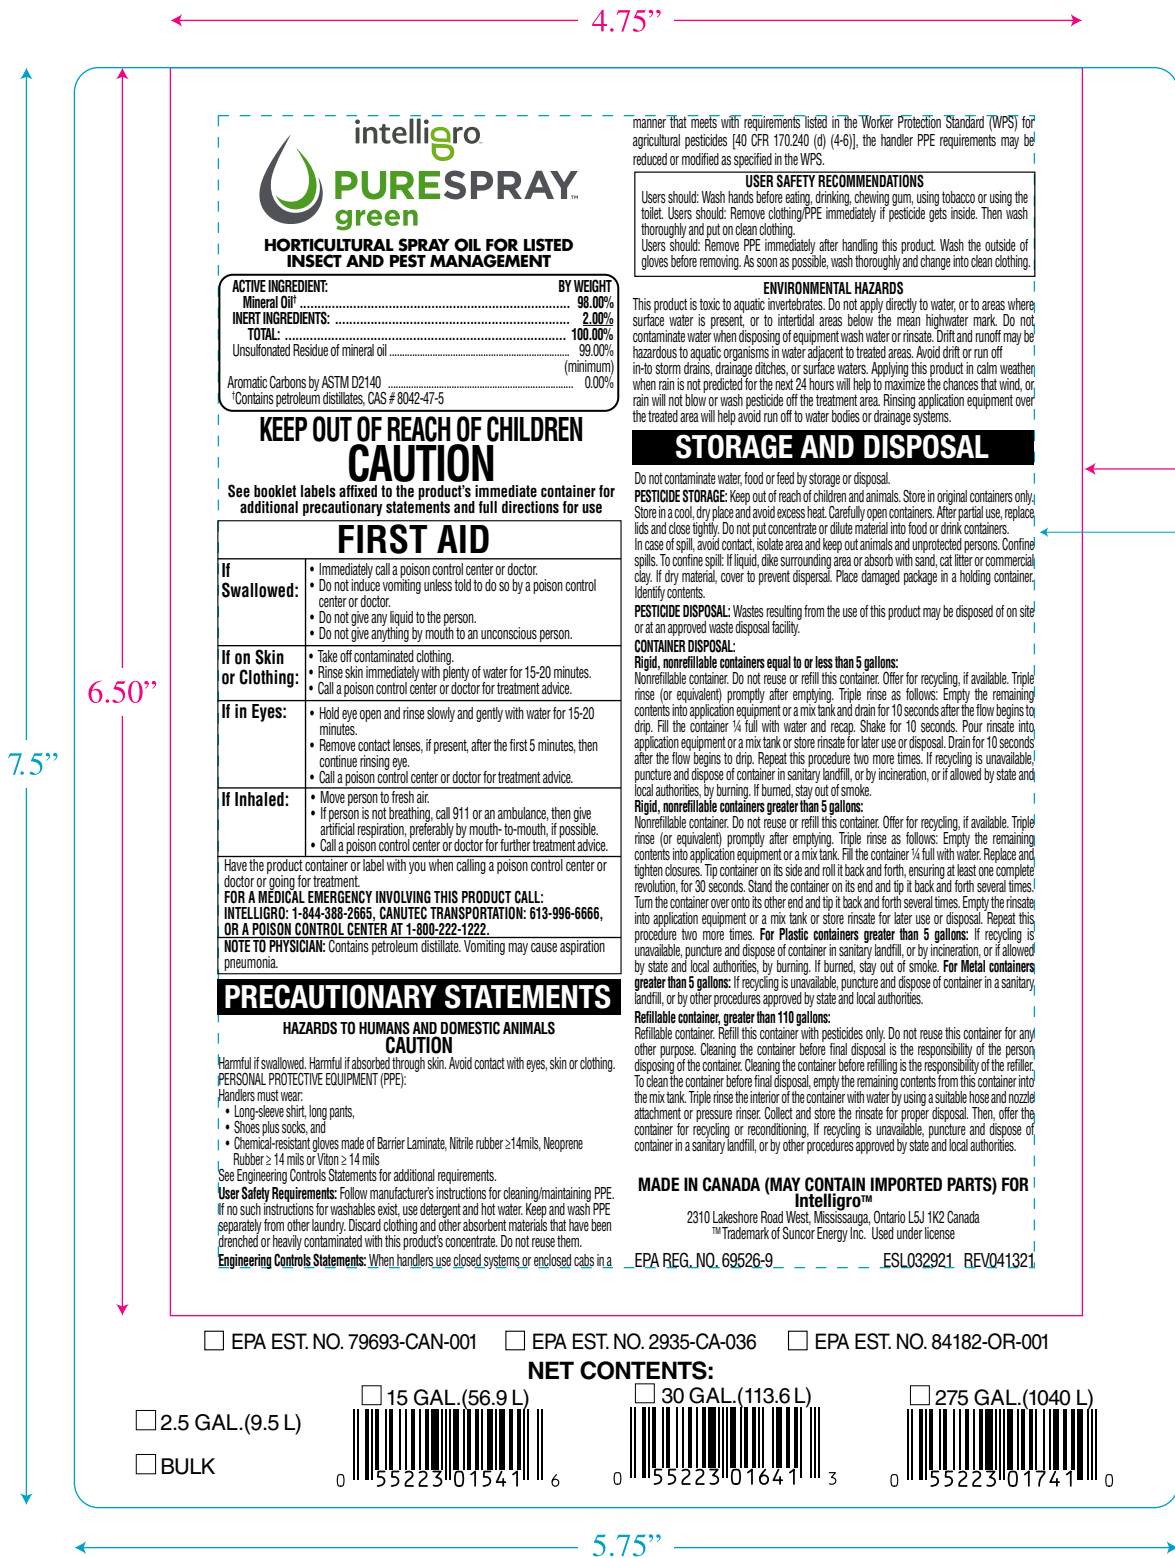 4.75”
7.5”
6.50”
intelligro™
PURESPRAY™
green
HORTICULTURAL SPRAY OIL FOR LISTED
INSECT AND PEST MANAGEMENT
ACTIVE INGREDIENT: BY WEIGHT
Mineral Oil† ........ 98.00%
INERT INGREDIENTS: ........ 2.00%
TOTAL: ........ 100.00%
Unsulfonated Residue of mineral oil ........ 99.00%
(minimum)
Aromatic Carbons by ASTM D2140 ........ 0.00%
†Contains petroleum distillates, CAS # 8042-47-5
KEEP OUT OF REACH OF CHILDREN
CAUTION
See booklet labels affixed to the product’s immediate container for
additional precautionary statements and full directions for use
FIRST AID
If
Swallowed:
• Immediately call a poison control center or doctor.
• Do not induce vomiting unless told to do so by a poison control
center or doctor.
• Do not give any liquid to the person.
• Do not give anything by mouth to an unconscious person.
If on Skin
or Clothing:
• Take off contaminated clothing.
• Rinse skin immediately with plenty of water for 15-20 minutes.
• Call a poison control center or doctor for treatment advice.
If in Eyes:
• Hold eye open and rinse slowly and gently with water for 15-20
minutes.
• Remove contact lenses, if present, after the first 5 minutes, then
continue rinsing eye.
• Call a poison control center or doctor for treatment advice.
If Inhaled:
• Move person to fresh air.
• If person is not breathing, call 911 or an ambulance, then give
artificial respiration, preferably by mouth- to-mouth, if possible.
• Call a poison control center or doctor for further treatment advice.
Have the product container or label with you when calling a poison control center or
doctor or going for treatment.
FOR A MEDICAL EMERGENCY INVOLVING THIS PRODUCT CALL:
INTELLIGRO: 1-844-388-2665, CANUTEC TRANSPORTATION: 613-996-6666,
OR A POISON CONTROL CENTER AT 1-800-222-1222.
NOTE TO PHYSICIAN: Contains petroleum distillate. Vomiting may cause aspiration
pneumonia.
PRECAUTIONARY STATEMENTS
HAZARDS TO HUMANS AND DOMESTIC ANIMALS
CAUTION
Harmful if swallowed. Harmful if absorbed through skin. Avoid contact with eyes, skin or clothing.
PERSONAL PROTECTIVE EQUIPMENT (PPE):
Handlers must wear:
• Long-sleeve shirt, long pants,
• Shoes plus socks, and
• Chemical-resistant gloves made of Barrier Laminate, Nitrile rubber ≥14mils, Neoprene
Rubber ≥ 14 mils or Viton ≥ 14 mils
See Engineering Controls Statements for additional requirements.
User Safety Requirements: Follow manufacturer’s instructions for cleaning/maintaining PPE.
If no such instructions for washables exist, use detergent and hot water. Keep and wash PPE
separately from other laundry. Discard clothing and other absorbent materials that have been
drenched or heavily contaminated with this product’s concentrate. Do not reuse them.
Engineering Controls Statements: When handlers use closed systems or enclosed cabs in a
manner that meets with requirements listed in the Worker Protection Standard (WPS) for
agricultural pesticides [40 CFR 170.240 (d) (4-6)], the handler PPE requirements may be
reduced or modified as specified in the WPS.
USER SAFETY RECOMMENDATIONS
Users should: Wash hands before eating, drinking, chewing gum, using tobacco or using the
toilet. Users should: Remove clothing/PPE immediately if pesticide gets inside. Then wash
thoroughly and put on clean clothing.
Users should: Remove PPE immediately after handling this product. Wash the outside of
gloves before removing. As soon as possible, wash thoroughly and change into clean clothing.
ENVIRONMENTAL HAZARDS
This product is toxic to aquatic invertebrates. Do not apply directly to water, or to areas where
surface water is present, or to intertidal areas below the mean highwater mark. Do not
contaminate water when disposing of equipment wash water or rinsate. Drift and runoff may be
hazardous to aquatic organisms in water adjacent to treated areas. Avoid drift or run off
in-to storm drains, drainage ditches, or surface waters. Applying this product in calm weather
when rain is not predicted for the next 24 hours will help to maximize the chances that wind, or
rain will not blow or wash pesticide off the treatment area. Rinsing application equipment over
the treated area will help avoid run off to water bodies or drainage systems.
STORAGE AND DISPOSAL
Do not contaminate water, food or feed by storage or disposal.
PESTICIDE STORAGE: Keep out of reach of children and animals. Store in original containers only.
Store in a cool, dry place and avoid excess heat. Carefully open containers. After partial use, replace
lids and close tightly. Do not put concentrate or dilute material into food or drink containers.
In case of spill, avoid contact, isolate area and keep out animals and unprotected persons. Confine
spills. To confine spill: If liquid, dike surrounding area or absorb with sand, cat litter or commercial
clay. If dry material, cover to prevent dispersal. Place damaged package in a holding container.
Identify contents.
PESTICIDE DISPOSAL: Wastes resulting from the use of this product may be disposed of on site
or at an approved waste disposal facility.
CONTAINER DISPOSAL:
Rigid, nonrefillable containers equal to or less than 5 gallons:
Nonrefillable container. Do not reuse or refill this container. Offer for recycling, if available. Triple
rinse (or equivalent) promptly after emptying. Triple rinse as follows: Empty the remaining
contents into application equipment or a mix tank and drain for 10 seconds after the flow begins to
drip. Fill the container ¼ full with water and recap. Shake for 10 seconds. Pour rinsate into
application equipment or a mix tank or store rinsate for later use or disposal. Drain for 10 seconds
after the flow begins to drip. Repeat this procedure two more times. If recycling is unavailable,
puncture and dispose of container in sanitary landfill, or by incineration, or if allowed by state and
local authorities, by burning. If burned, stay out of smoke.
Rigid, nonrefillable containers greater than 5 gallons:
Nonrefillable container. Do not reuse or refill this container. Offer for recycling, if available. Triple
rinse (or equivalent) promptly after emptying. Triple rinse as follows: Empty the remaining
contents into application equipment or a mix tank. Fill the container ¼ full with water. Replace and
tighten closures. Tip container on its side and roll it back and forth, ensuring at least one complete
revolution, for 30 seconds. Stand the container on its end and tip it back and forth several times.
Turn the container over onto its other end and tip it back and forth several times. Empty the rinsate
into application equipment or a mix tank or store rinsate for later use or disposal. Repeat this
procedure two more times. For Plastic containers greater than 5 gallons: If recycling is
unavailable, puncture and dispose of container in sanitary landfill, or by incineration, or if allowed
by state and local authorities, by burning. If burned, stay out of smoke. For Metal containers
greater than 5 gallons: If recycling is unavailable, puncture and dispose of container in a sanitary
landfill, or by other procedures approved by state and local authorities.
Refillable container, greater than 110 gallons:
Refillable container. Refill this container with pesticides only. Do not reuse this container for any
other purpose. Cleaning the container before final disposal is the responsibility of the person
disposing of the container. Cleaning the container before refilling is the responsibility of the refiller.
To clean the container before final disposal, empty the remaining contents from this container into
the mix tank. Triple rinse the interior of the container with water by using a suitable hose and nozzle
attachment or pressure rinser. Collect and store the rinsate for proper disposal. Then, offer the
container for recycling or reconditioning, If recycling is unavailable, puncture and dispose of
container in a sanitary landfill, or by other procedures approved by state and local authorities.
MADE IN CANADA (MAY CONTAIN IMPORTED PARTS) FOR
Intelligro™
2310 Lakeshore Road West, Mississauga, Ontario L5J 1K2 Canada
™Trademark of Suncor Energy Inc. Used under license
EPA REG. NO. 69526-9 ESL032921 REV041321
EPA EST. NO. 79693-CAN-001 EPA EST. NO. 2935-CA-036 EPA EST. NO. 84182-OR-001
NET CONTENTS:
2.5 GAL.(9.5 L)
BULK
15 GAL.(56.9 L)
0 55223 01541 6
30 GAL.(113.6 L)
0 55223 01641 3
275 GAL.(1040 L)
0 55223 01741 0
5.75”